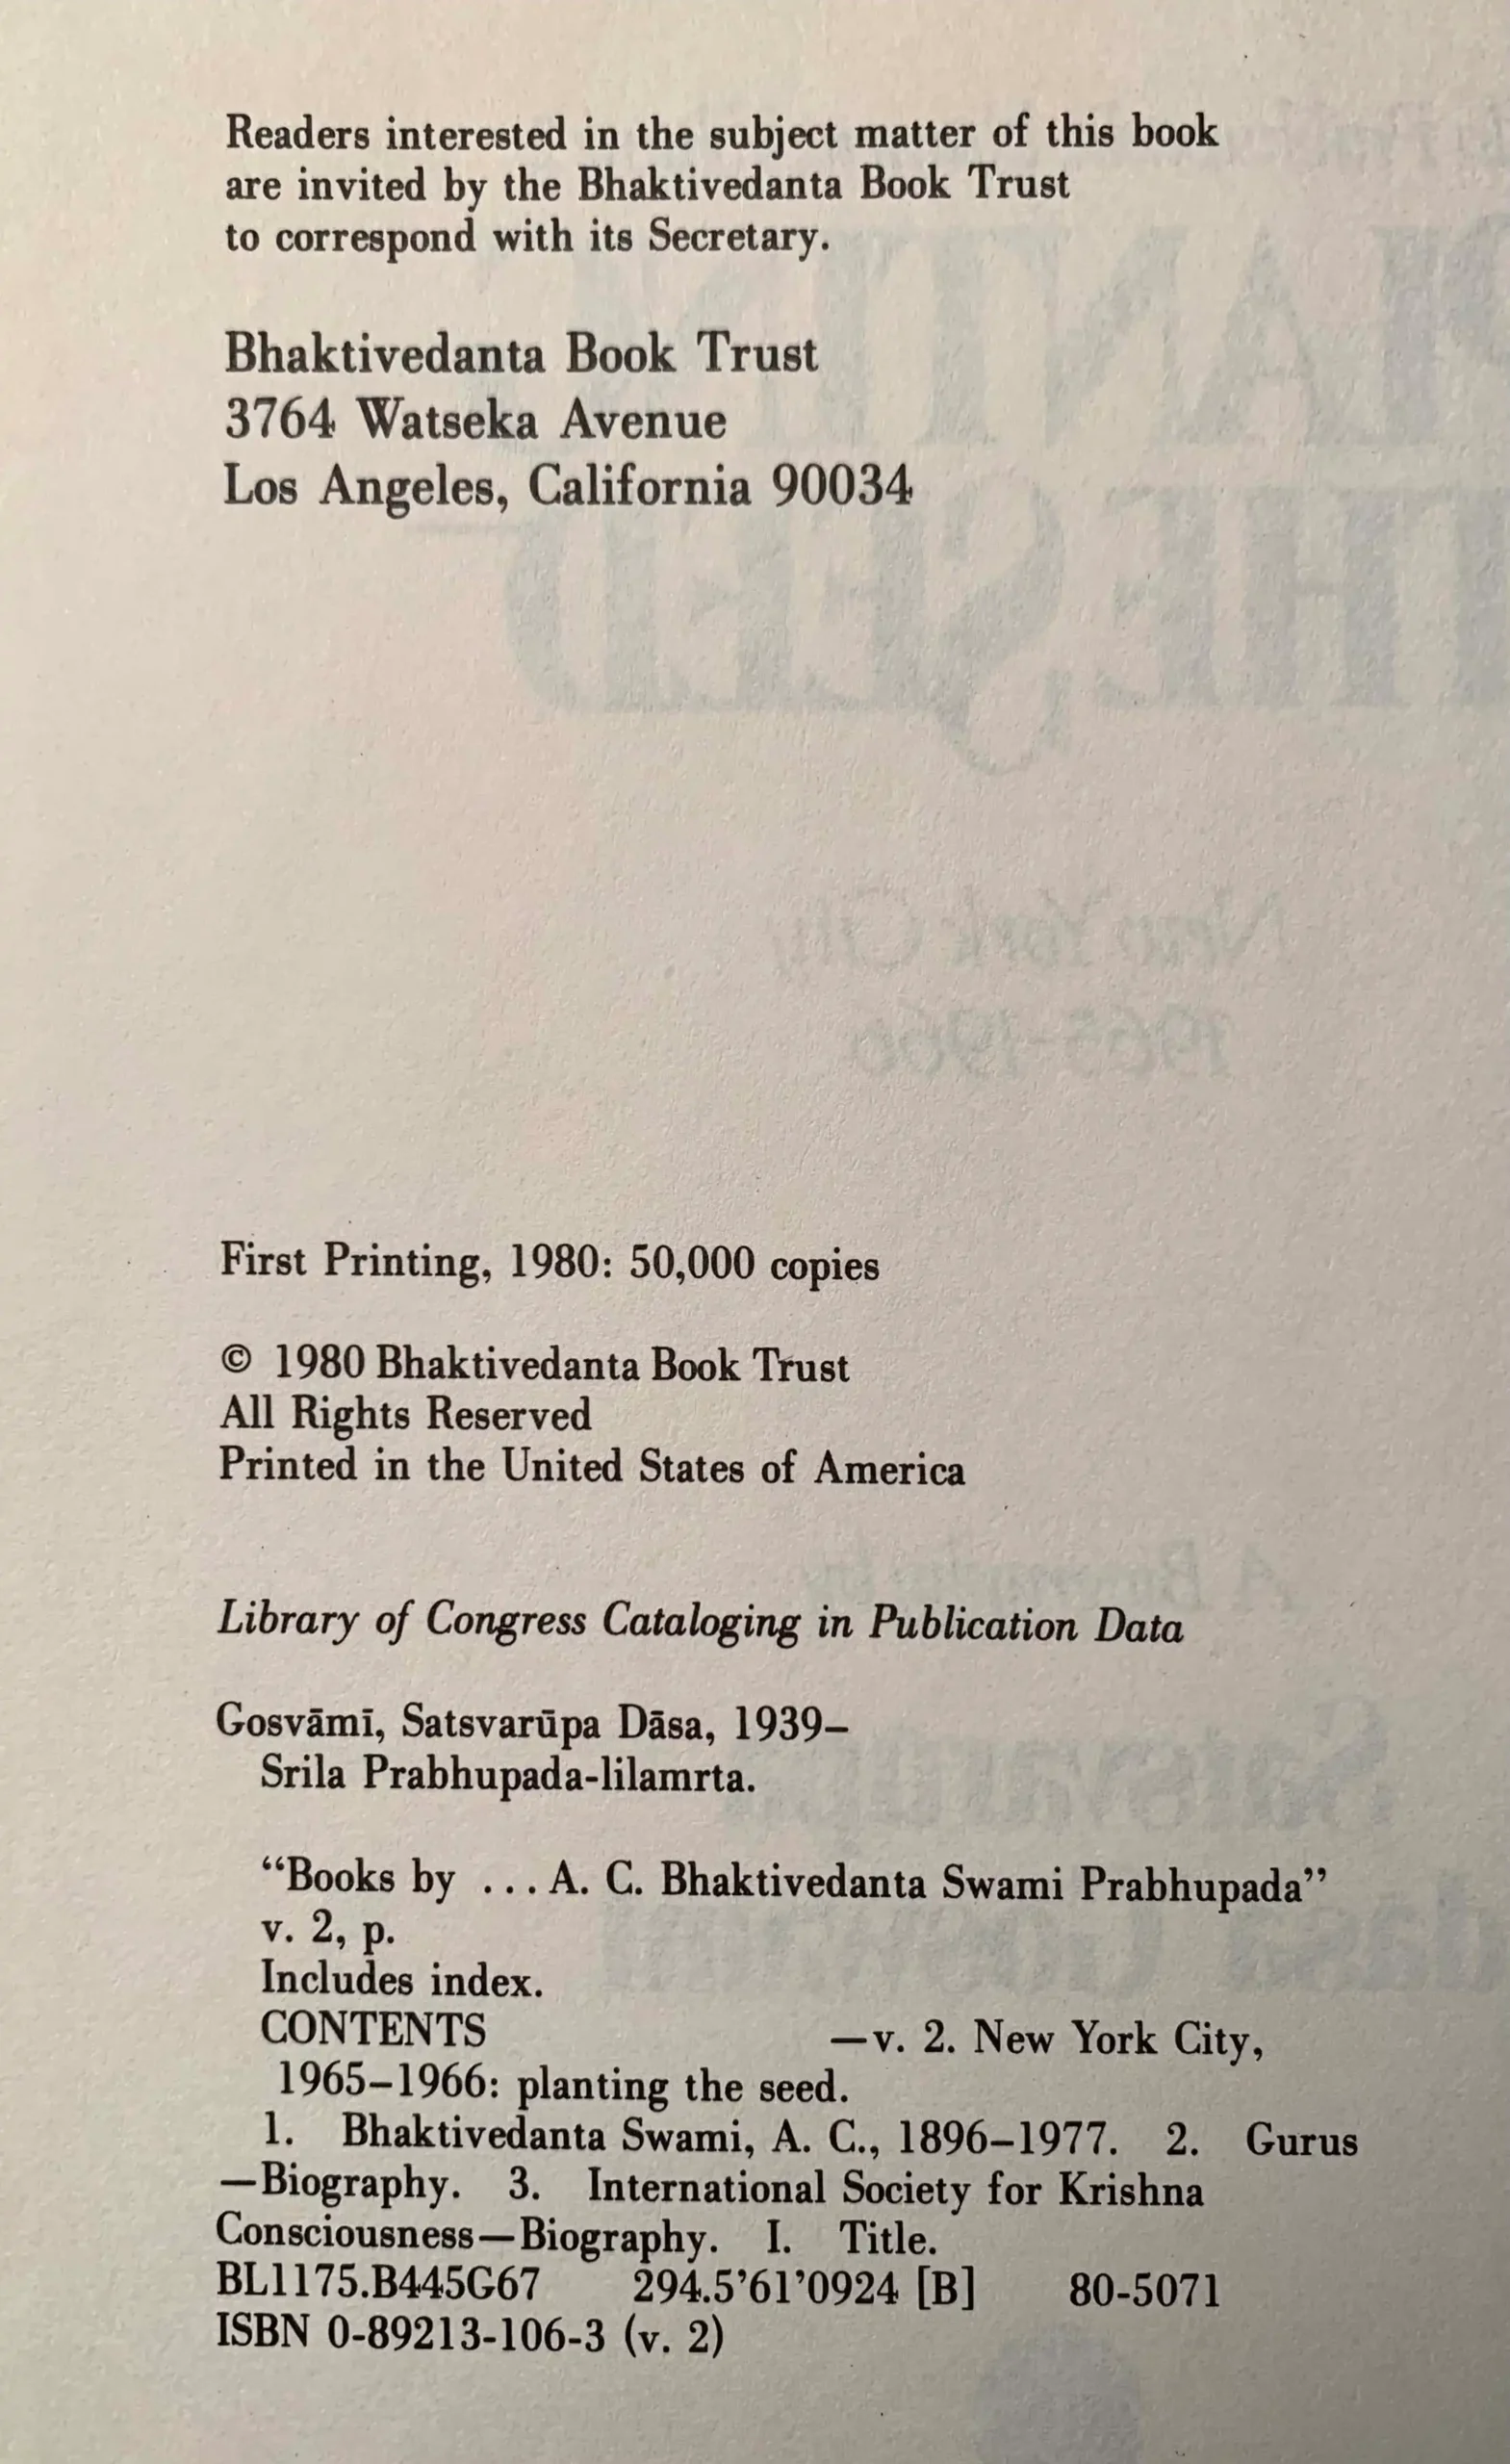 Readers interested in the subject matter of this book
are invited by the Bhaktivedanta Book Trust
to correspond with its Secretary.
Bhaktivedanta Book Trust
3764 Watseka Avenue
Los Angeles, California 90034
First Printing, 1980: 50,000 copies
© 1980 Bhaktivedanta Book Trust
All Rights Reserved
Printed in the United States of America
Library of Congress Cataloging in Publication Data
Gosvāmī, Satsvarūpa Dāsa, 1939–
Srila Prabhupada-lilamrta.
“Books by ... A. C. Bhaktivedanta Swami Prabhupada”
v. 2, p.
Includes index.
CONTENTS —v. 2. New York City,
1965–1966: planting the seed.
1. Bhaktivedanta Swami, A. C., 1896–1977. 2. Gurus
—Biography. 3. International Society for Krishna
Consciousness—Biography. I. Title.
BL1175.B445G67 294.5’61’0924 [B] 80-5071
ISBN 0-89213-106-3 (v. 2)